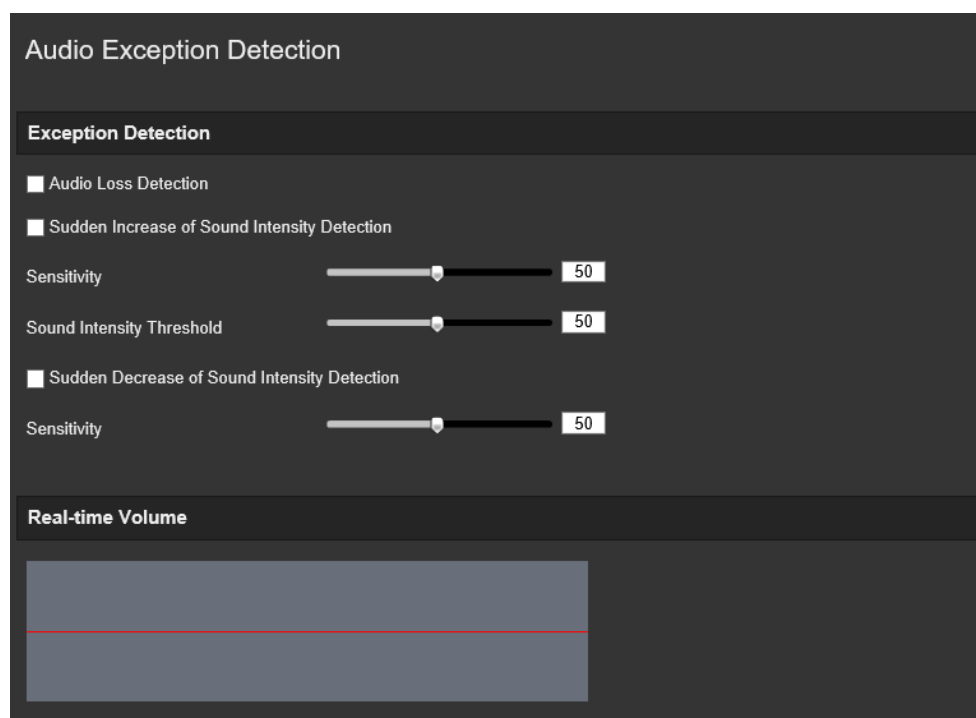 Audio Exception Detection
Exception Detection
Audio Loss Detection
Sudden Increase of Sound Intensity Detection
Sensitivity 50
Sound Intensity Threshold 50
Sudden Decrease of Sound Intensity Detection
Sensitivity 50
Real-time Volume